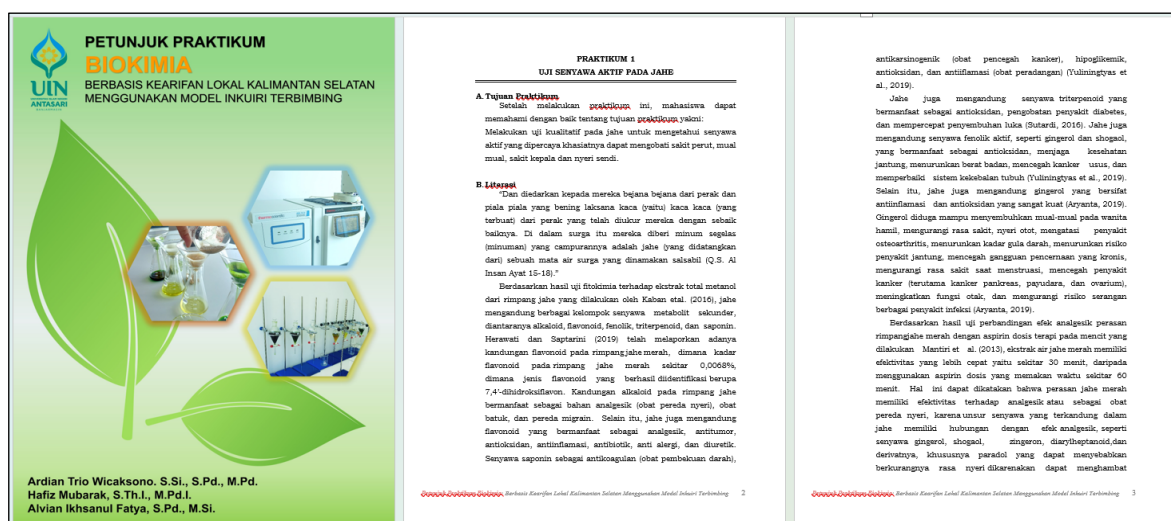 UIN
ANTASARI
PETUNJUK PRAKTIKUM
BIOKIMIA
BERBASIS KEARIFAN LOKAL KALIMANTAN SELATAN
MENGGUNAKAN MODEL INKUIRI TERBIMBING
Ardian Trio Wicaksono. S.Si., S.Pd., M.Pd.
Hafiz Mubarak, S.Th.I., M.Pd.I.
Alvian Ikhsanul Fatya, S.Pd., M.Si.
PRAKTIKUM 1
UJI SENYAWA AKTIF PADA JAHE
A. Tujuan Praktikum
Setelah melakukan praktikum ini, mahasiswa dapat
memahami dengan baik tentang tujuan praktikum yakni:
Melakukan uji kualitatif pada jahe untuk mengetahui senyawa
aktif yang dipercaya khasiatnya dapat mengobati sakit perut, mual
mual, sakit kepala dan nyeri sendi.
B. Literasi
"Dan diedarkan kepada mereka bejana bejana dari perak dan
piala piala yang bening laksana kaca (yaitu) kaca kaca (yang
terbuat) dari perak yang telah diukur mereka dengan sebaik
baiknya. Di dalam surga itu mereka diberi minum segelas
(minuman) yang campurannya adalah jahe (yang didatangkan
dari) sebuah mata air surga yang dinamakan salsabil (Q.S. Al
Insan Ayat 15-18)."
Berdasarkan hasil uji fitokimia terhadap ekstrak total metanol
dari rimpang jahe yang dilakukan oleh Kaban etal. (2016), jahe
mengandung berbagai kelompok senyawa metabolit sekunder,
diantaranya alkaloid, flavonoid, fenolik, triterpenoid, dan saponin.
Herawati dan Saptarini (2019) telah melaporkan adanya
kandungan flavonoid pada rimpang jahe merah, dimana kadar
flavonoid pada rimpang jahe merah sekitar 0,0068%,
dimana jenis flavonoid yang berhasil diidentifikasi berupa
7,4'-dihidroksiflavon. Kandungan alkaloid pada rimpang jahe
bermanfaat sebagai bahan analgesik (obat pereda nyeri), obat
batuk, dan pereda migrain. Selain itu, jahe juga mengandung
flavonoid yang bermanfaat sebagai analgesik, antitumor,
antioksidan, antiinflamasi, antibiotik, anti alergi, dan diuretik.
Senyawa saponin sebagai antikoagulan (obat pembekuan darah),
Petunjuk Praktikum Biokimia Berbasis Kearifan Lokal Kalimantan Selatan Menggunakan Model Inkuiri Terbimbing 2
antikarsinogenik (obat pencegah kanker), hipoglikemik,
antioksidan, dan antiiflamasi (obat peradangan) (Yuliningtyas et
al., 2019).
Jahe juga mengandung senyawa triterpenoid yang
bermanfaat sebagai antioksidan, pengobatan penyakit diabetes,
dan mempercepat penyembuhan luka (Sutardi, 2016). Jahe juga
mengandung senyawa fenolik aktif, seperti gingerol dan shogaol,
yang bermanfaat sebagai antioksidan, menjaga kesehatan
jantung, menurunkan berat badan, mencegah kanker usus, dan
memperbaiki sistem kekebalan tubuh (Yuliningtyas et al., 2019).
Selain itu, jahe juga mengandung gingerol yang bersifat
antiinflamasi dan antioksidan yang sangat kuat (Aryanta, 2019).
Gingerol diduga mampu menyembuhkan mual-mual pada wanita
hamil, mengurangi rasa sakit, nyeri otot, mengatasi penyakit
osteoarthritis, menurunkan kadar gula darah, menurunkan risiko
penyakit jantung, mencegah gangguan pencernaan yang kronis,
mengurangi rasa sakit saat menstruasi, mencegah penyakit
kanker (terutama kanker pankreas, payudara, dan ovarium),
meningkatkan fungsi otak, dan mengurangi risiko serangan
berbagai penyakit infeksi (Aryanta, 2019).
Berdasarkan hasil uji perbandingan efek analgesik perasan
rimpangjahe merah dengan aspirin dosis terapi pada mencit yang
dilakukan Mantiri et al. (2013), ekstrak air jahe merah memiliki
efektivitas yang lebih cepat yaitu sekitar 30 menit, daripada
menggunakan aspirin dosis yang memakan waktu sekitar 60
menit. Hal ini dapat dikatakan bahwa perasan jahe merah
memiliki efektivitas terhadap analgesik atau sebagai obat
pereda nyeri, karena unsur senyawa yang terkandung dalam
jahe memiliki hubungan dengan efek analgesik, seperti
senyawa gingerol, shogaol, zingeron, diarylheptanoid,dan
derivatnya, khususnya paradol yang dapat menyebabkan
berkurangnya rasa nyeri dikarenakan dapat menghambat
Petunjuk Praktikum Biokimia Berbasis Kearifan Lokal Kalimantan Selatan Menggunakan Model Inkuiri Terbimbing 3